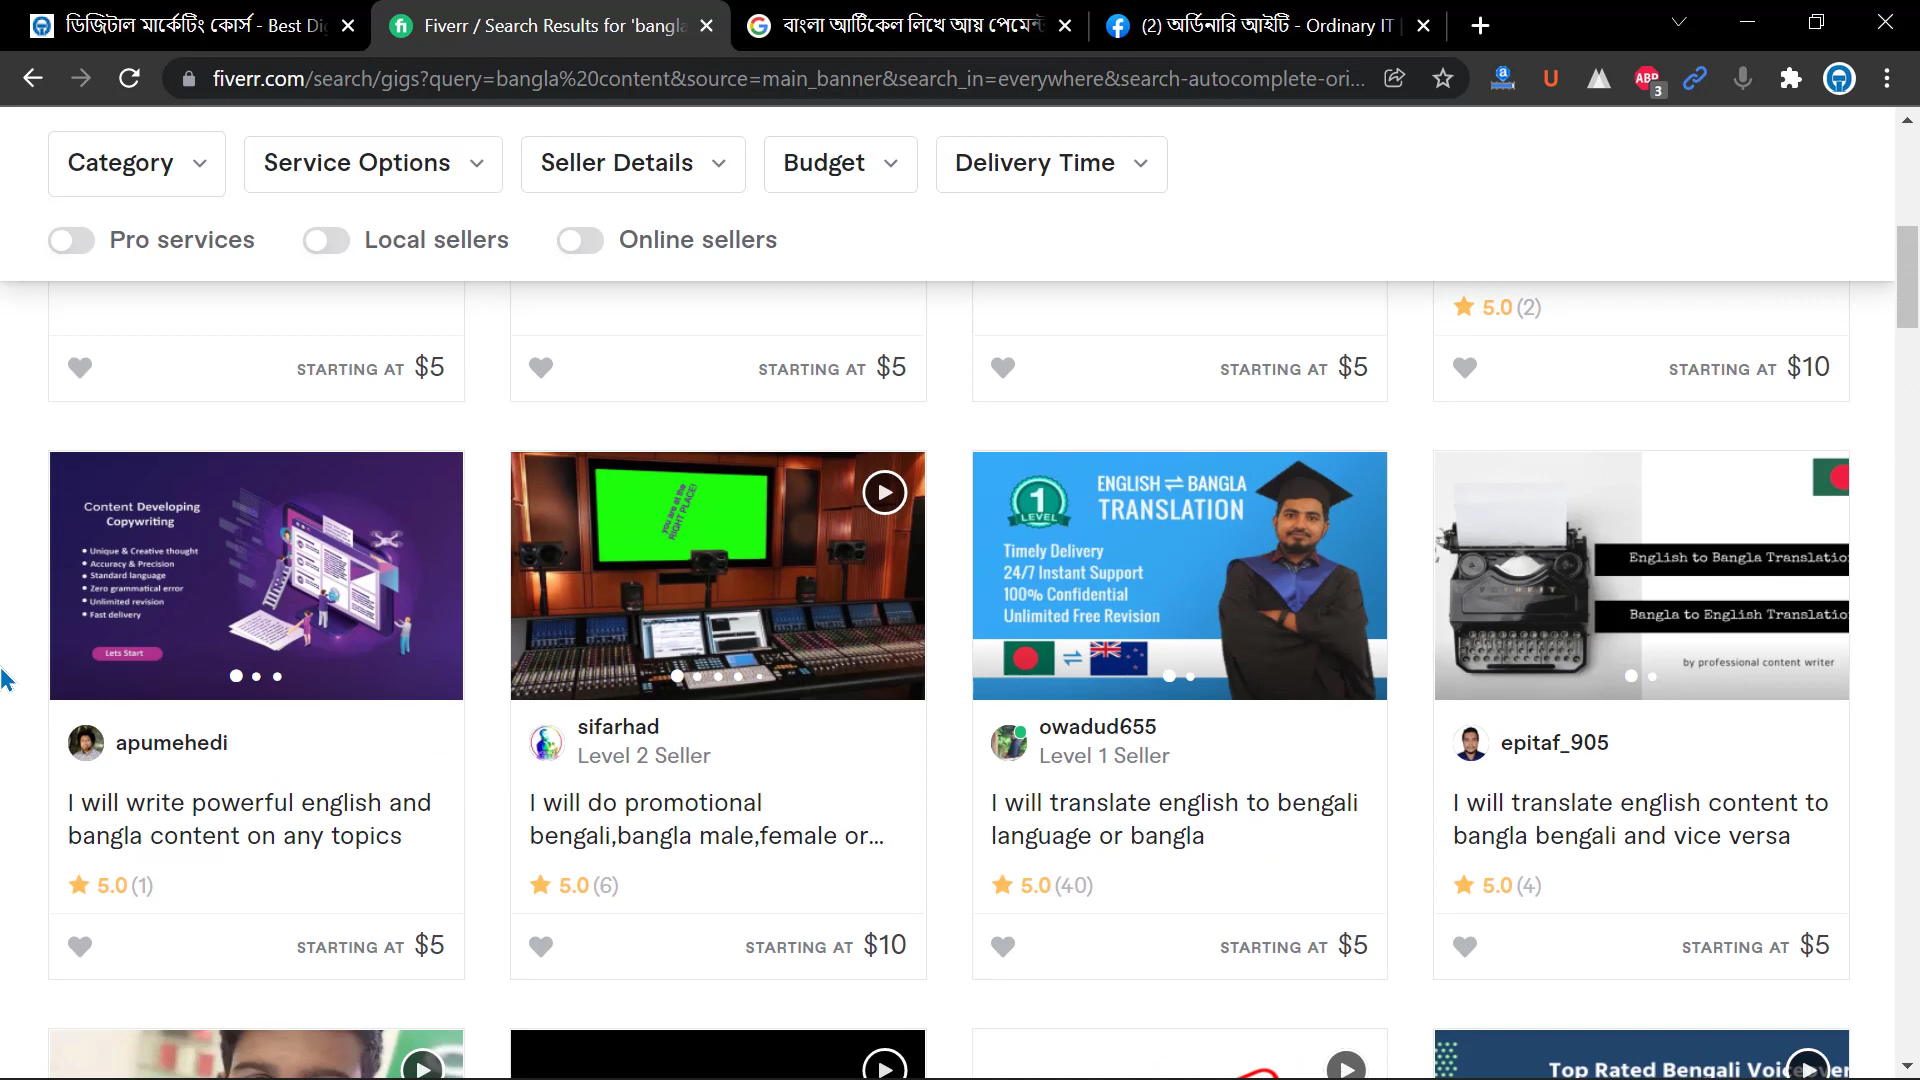 ডিজিটাল মার্কেটিং কোর্স - Best Di
Fiverr / Search Results for 'bangla
বাংলা আর্টিকেল লিখে আয় পেমেন্ট
(2) অর্ডিনারি আইটি - Ordinary IT |
fiverr.com/search/gigs?query=bangla%20content&source=main_banner&search_in=everywhere&search-autocomplete-ori...
ABP
3
Category
Service Options
Seller Details
Budget
Delivery Time
Pro services
Local sellers
Online sellers
5.0 (2)
STARTING AT $5
STARTING AT $5
STARTING AT $5
STARTING AT $10
Content Developing
Copywriting
• Unique & Creative thought
• Accuracy & Precision
• Standard language
• Zero grammatical error
• Unlimited revision
• Fast delivery
Lets Start
you are at the
RIGHT PLACE!
1
LEVEL
ENGLISH ⇌ BANGLA
TRANSLATION
Timely Delivery
24/7 Instant Support
100% Confidential
Unlimited Free Revision
English to Bangla Translatio
Bangla to English Translatio
by professional content writer
apumehedi
sifarhad
Level 2 Seller
owadud655
Level 1 Seller
epitaf_905
I will write powerful english and
bangla content on any topics
I will do promotional
bengali,bangla male,female or...
I will translate english to bengali
language or bangla
I will translate english content to
bangla bengali and vice versa
5.0 (1)
5.0 (6)
5.0 (40)
5.0 (4)
STARTING AT $5
STARTING AT $10
STARTING AT $5
STARTING AT $5
Top Rated Bengali Voiceover